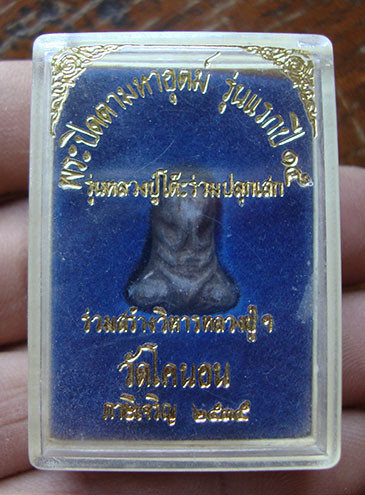 พระปิดตามหาอุตม์ รุ่นแรกปี ๑๕
รุ่นหลวงปู่โต๊ะร่วมปลุกเสก
ร่วมสร้างวิหารหลวงปู่ ๆ
วัดโคนอน
ภาษีเจริญ ๒๕๓๕